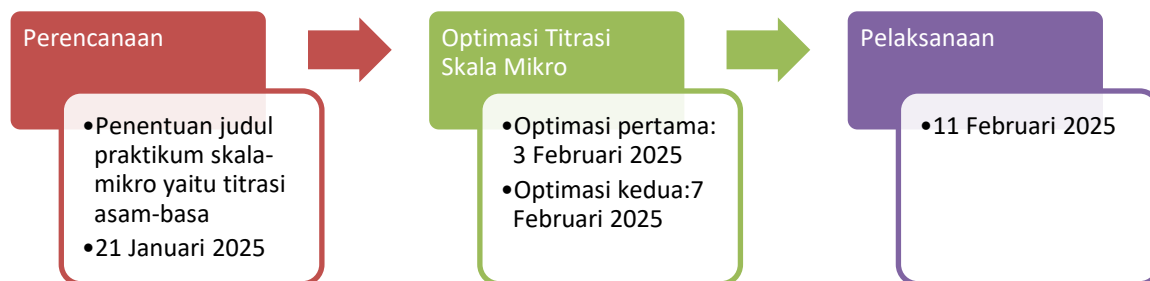 Perencanaan
•Penentuan judul
praktikum skala-
mikro yaitu titrasi
asam-basa
•21 Januari 2025
Optimasi Titrasi
Skala Mikro
•Optimasi pertama:
3 Februari 2025
•Optimasi kedua:7
Februari 2025
Pelaksanaan
•11 Februari 2025